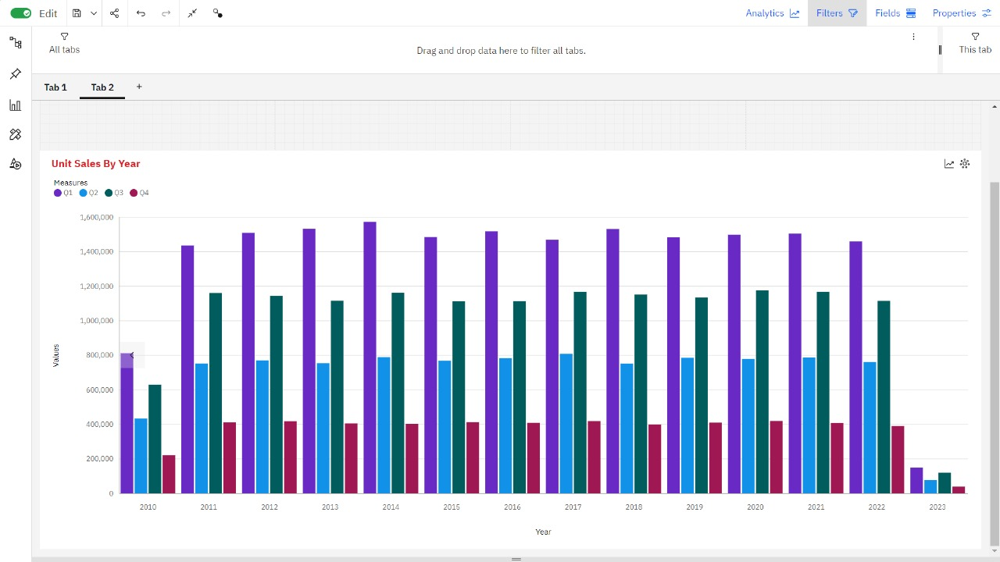 Edit
Analytics
Filters
Fields
Properties
All tabs
Drag and drop data here to filter all tabs.
This tab
Tab 1
Tab 2
+
Unit Sales By Year
Measures
Q1 Q2 Q3 Q4
1,600,000
1,400,000
1,200,000
1,000,000
800,000
600,000
400,000
200,000
0
Values
2010 2011 2012 2013 2014 2015 2016 2017 2018 2019 2020 2021 2022 2023
Year